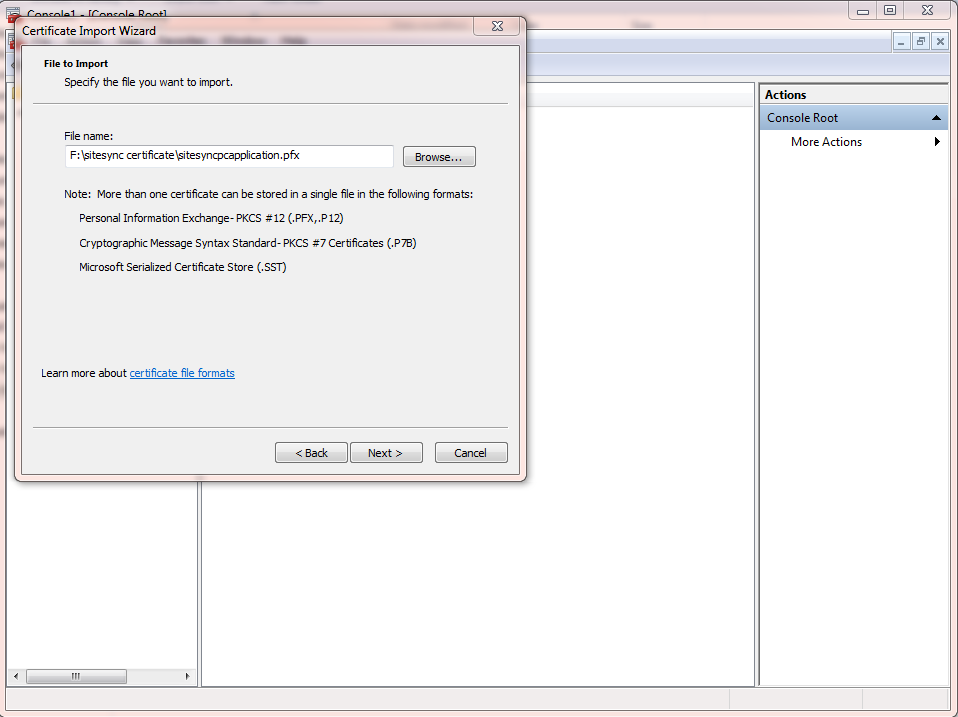 Console1 - [Console Root]
Certificate Import Wizard
File to Import
Specify the file you want to import.
File name:
F:\sitesync certificate\sitesyncpcapplication.pfx
Browse...
Note:  More than one certificate can be stored in a single file in the following formats:
Personal Information Exchange- PKCS #12 (.PFX,.P12)
Cryptographic Message Syntax Standard- PKCS #7 Certificates (.P7B)
Microsoft Serialized Certificate Store (.SST)
Learn more about certificate file formats
< Back
Next >
Cancel
Actions
Console Root
More Actions